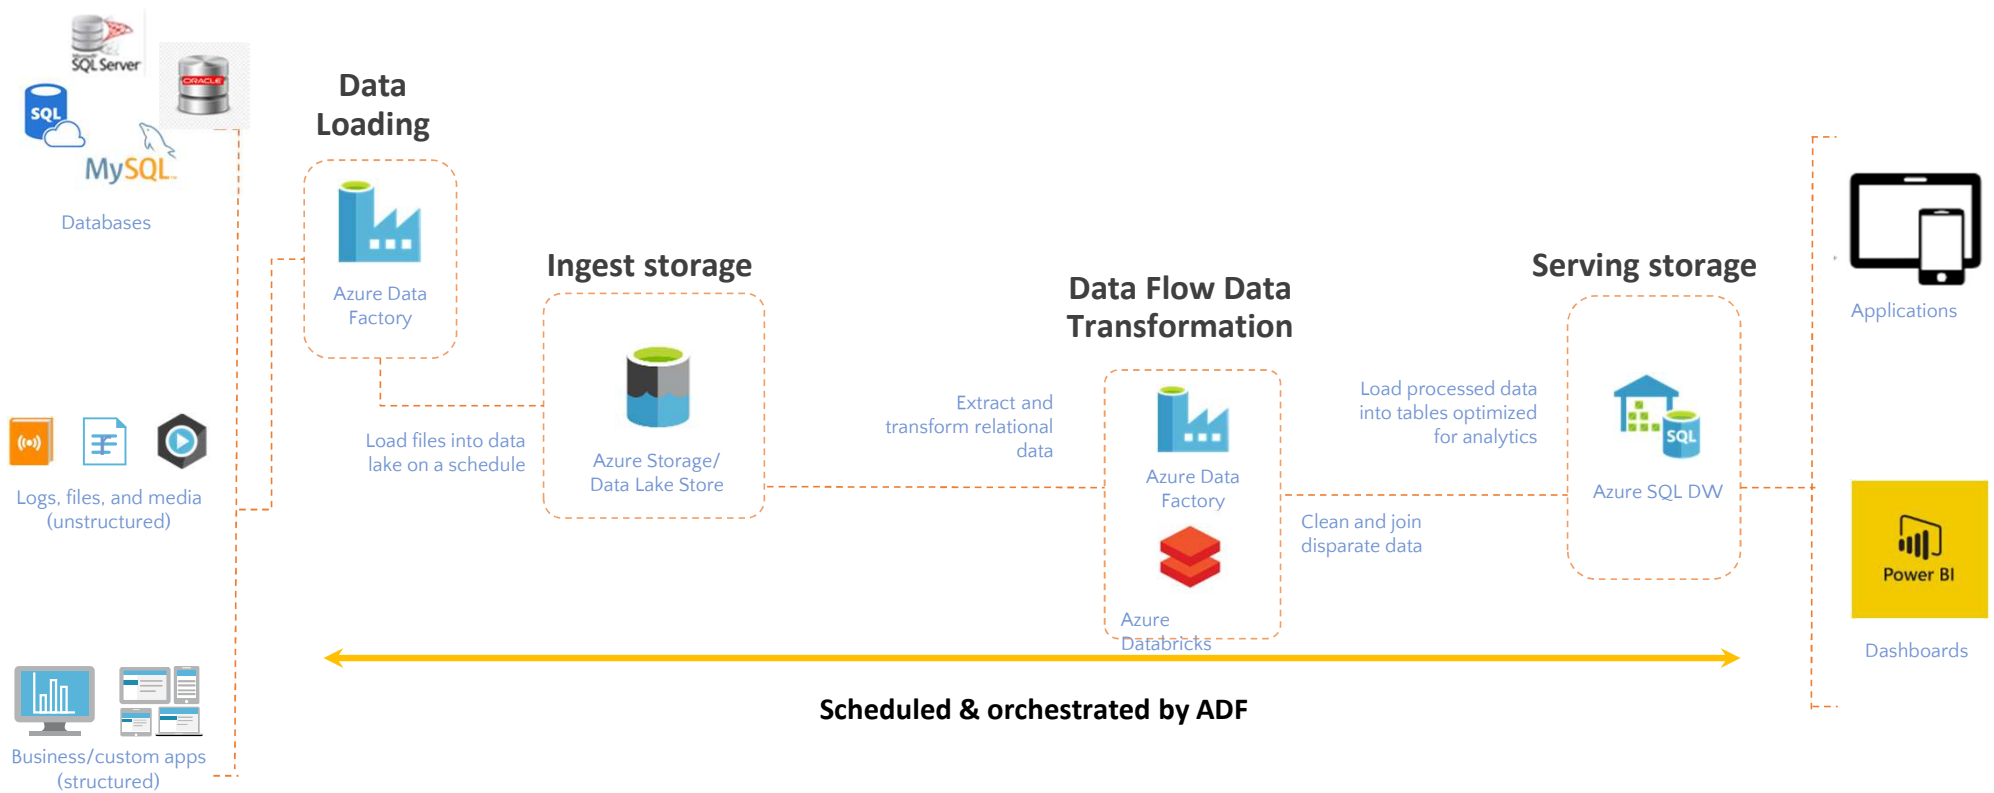 SQL Server
ORACLE
SQL
MySQL
Databases
Logs, files, and media
(unstructured)
Business/custom apps
(structured)
Data
Loading
Azure Data
Factory
Load files into data
lake on a schedule
Ingest storage
Azure Storage/
Data Lake Store
Extract and
transform relational
data
Data Flow Data
Transformation
Azure Data
Factory
Azure
Databricks
Load processed data
into tables optimized
for analytics
Clean and join
disparate data
Serving storage
SQL
Azure SQL DW
Applications
Power BI
Dashboards
Scheduled & orchestrated by ADF